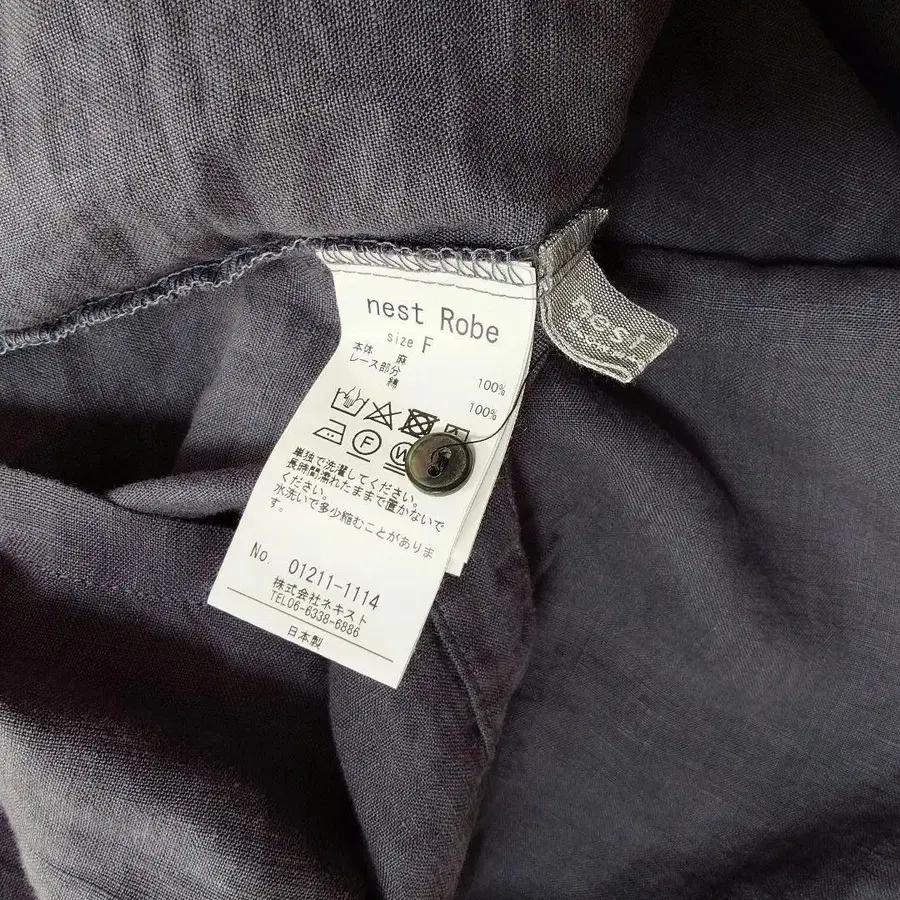 nest Robe
size F
本体 麻 100%
レース部分
綿 100%
F
W
単独で洗濯してください。
長時間濡れたままで置かないで
ください。
水洗いで多少縮むことがありま
す。
No. 01211-1114
株式会社ネキスト
TEL06-6338-6886
日本製
nest